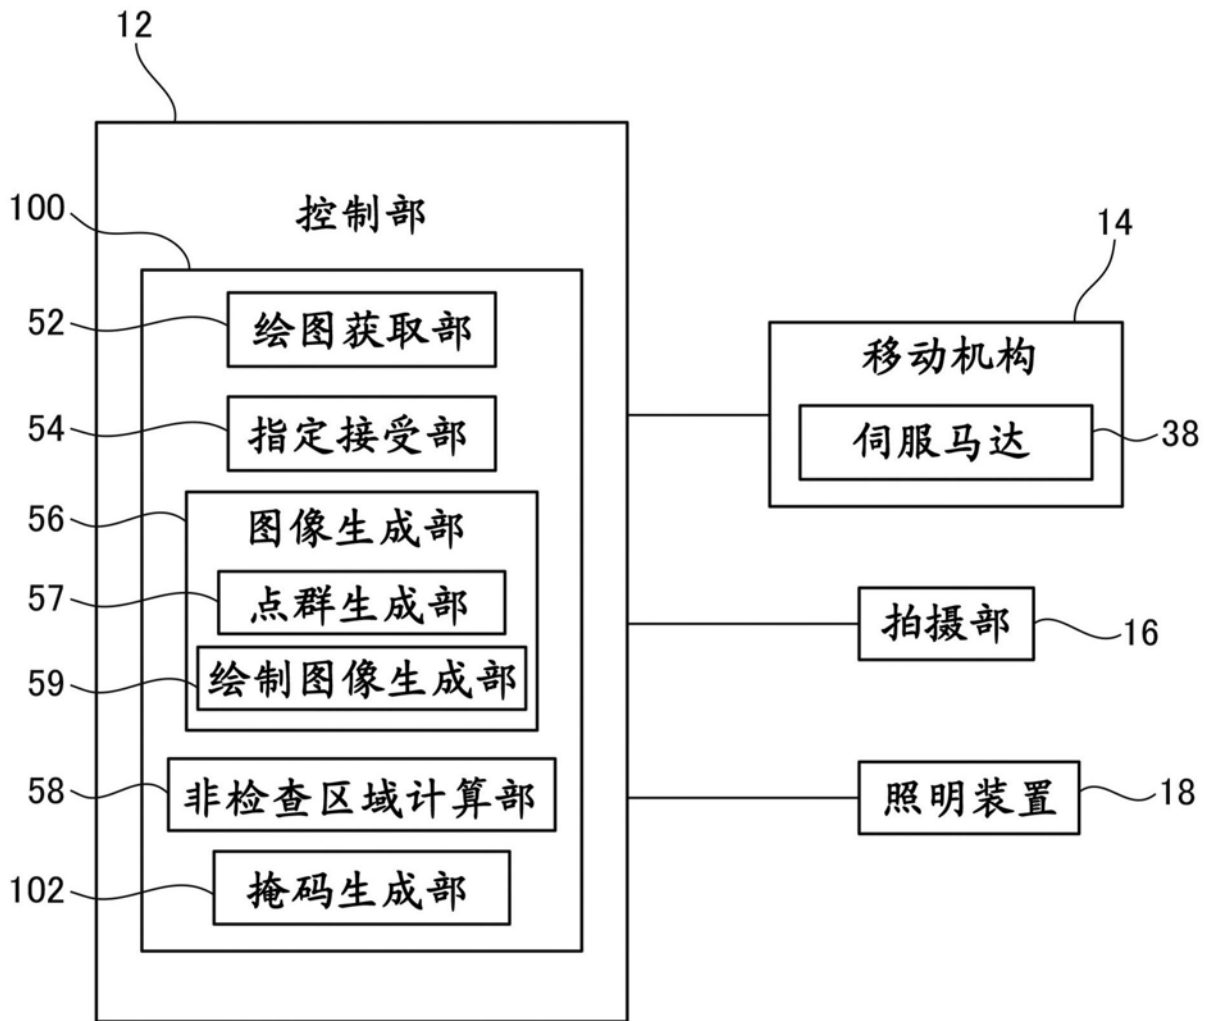 12
控制部
100
14
52
绘图获取部
移动机构
54
指定接受部
伺服马达
38
56
图像生成部
57
点群生成部
拍摄部
16
59
绘制图像生成部
58
非检查区域计算部
照明装置
18
102
掩码生成部